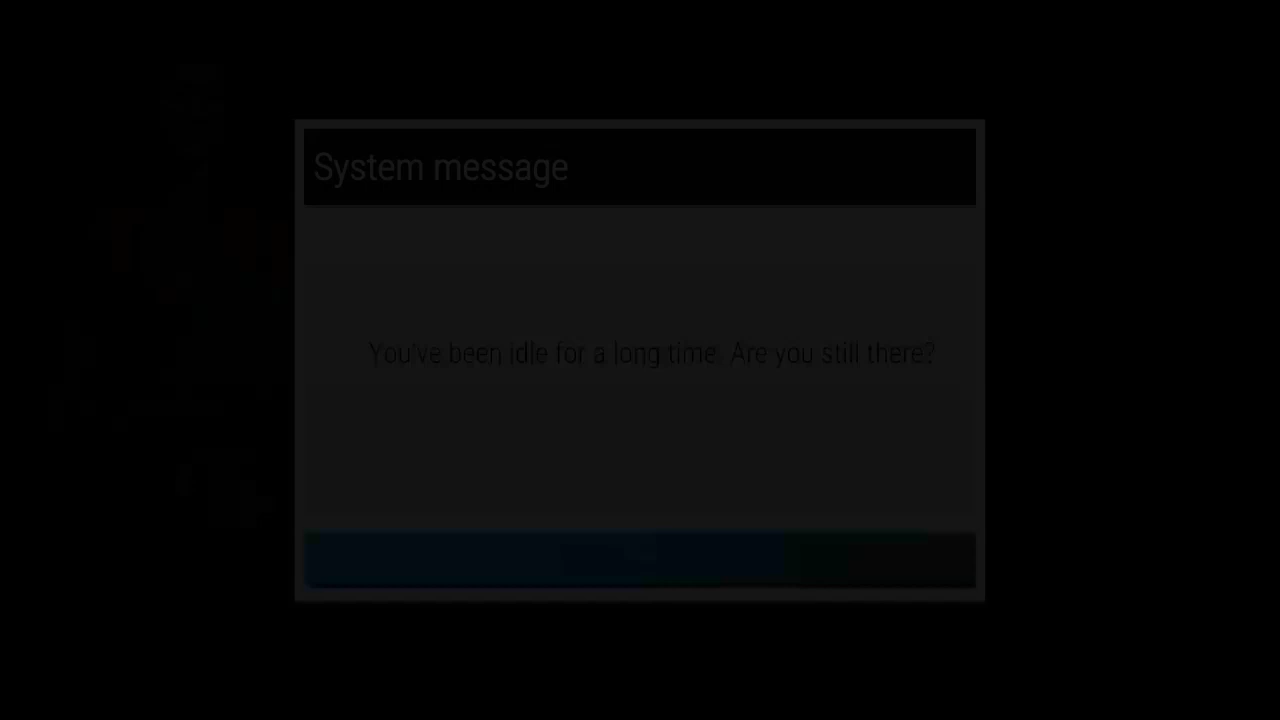 System message
You've been idle for a long time. Are you still there?